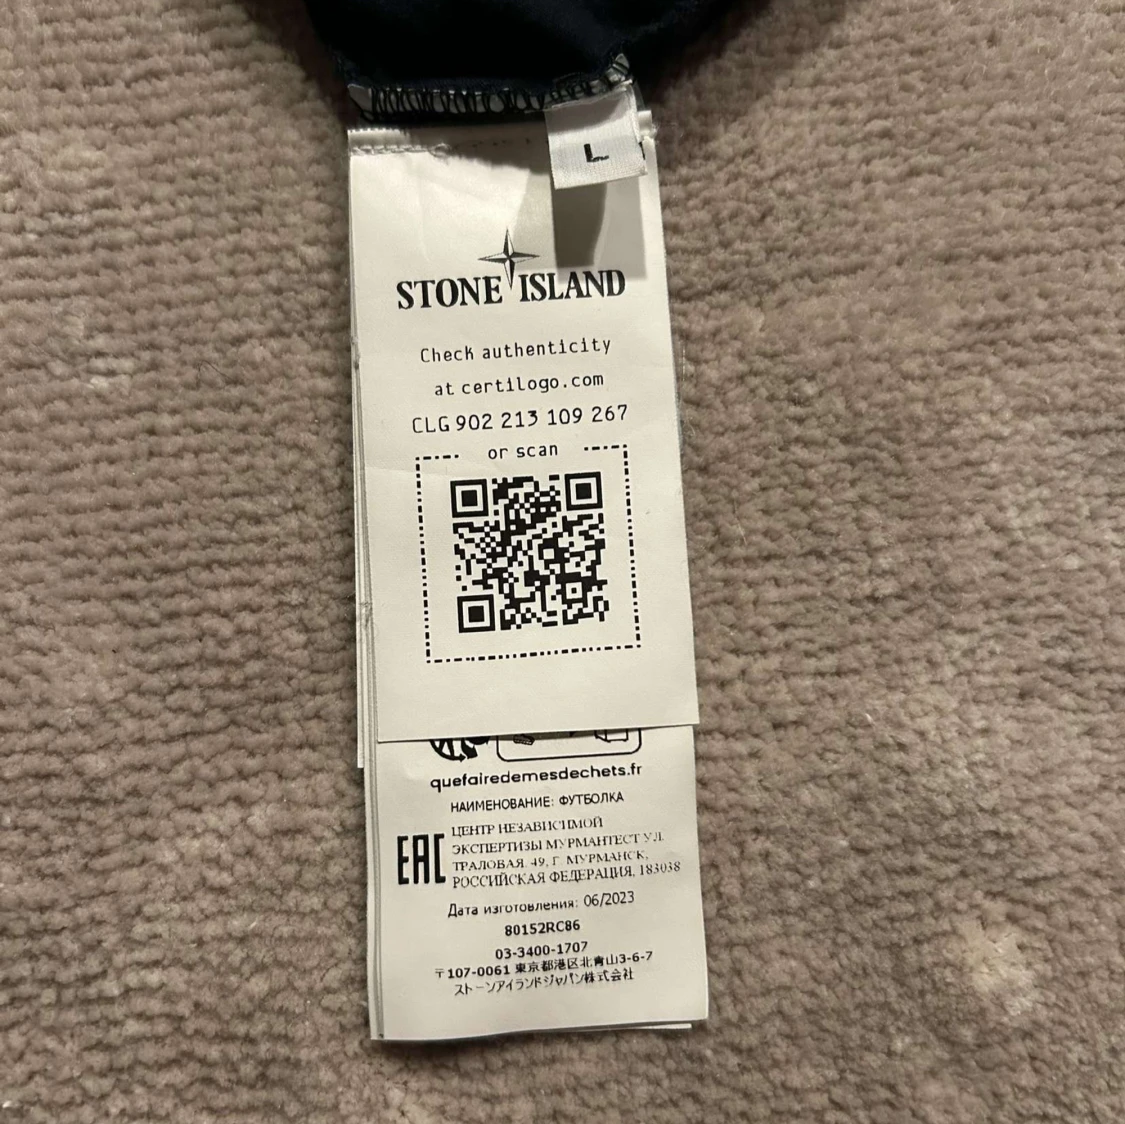 L
STONE ISLAND
Check authenticity
at certilogo.com
CLG 902 213 109 267
or scan
quefairedemesdechets.fr
НАИМЕНОВАНИЕ: ФУТБОЛКА
EAC
ЦЕНТР НЕЗАВИСИМОЙ
ЭКСПЕРТИЗЫ МУРМАНТЕСТ УЛ.
ТРАЛОВАЯ, 49, Г. МУРМАНСК,
РОССИЙСКАЯ ФЕДЕРАЦИЯ, 183038
Дата изготовления: 06/2023
80152RC86
03-3400-1707
〒107-0061 東京都港区北青山3-6-7
ストーンアイランドジャパン株式会社